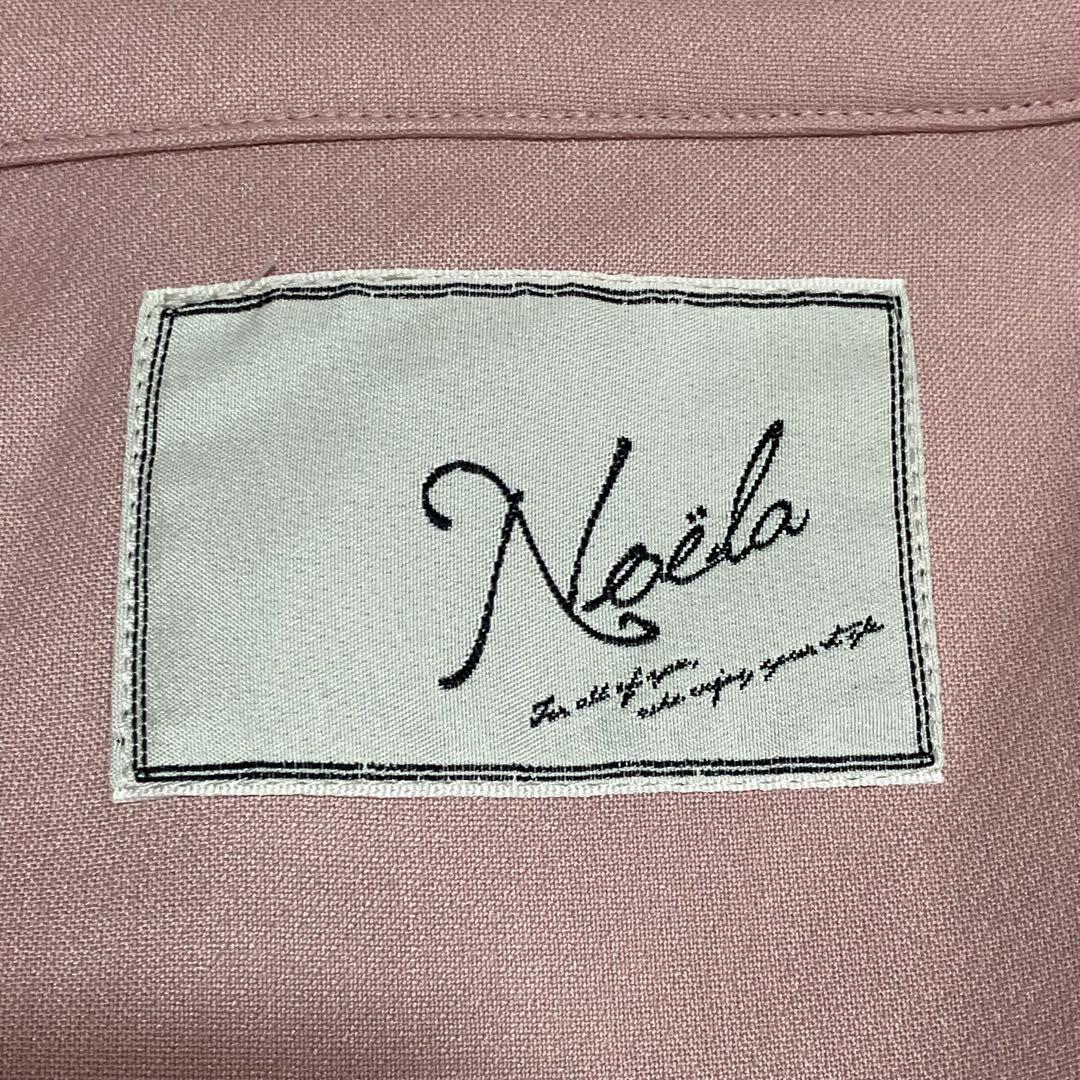 Noëla
For all of you,
who enjoy your style